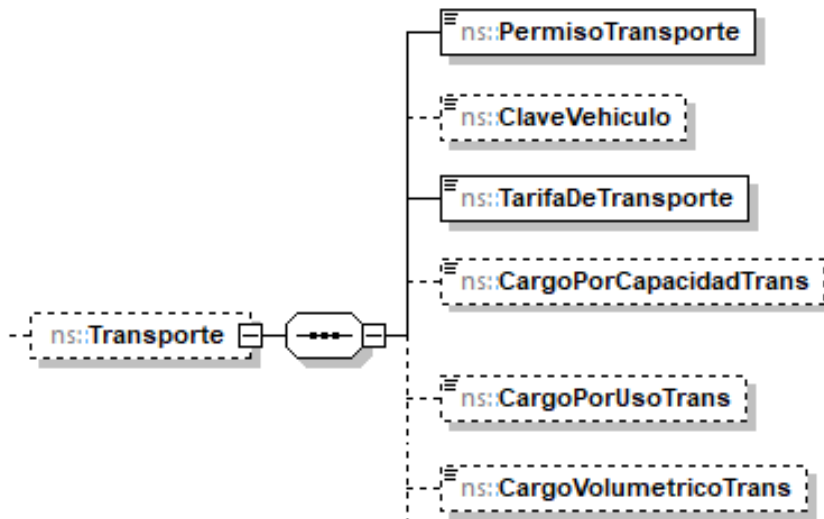 ns::PermisoTransporte
ns::ClaveVehiculo
ns::TarifaDeTransporte
ns::CargoPorCapacidadTrans
ns::Transporte
ns::CargoPorUsoTrans
ns::CargoVolumetricoTrans